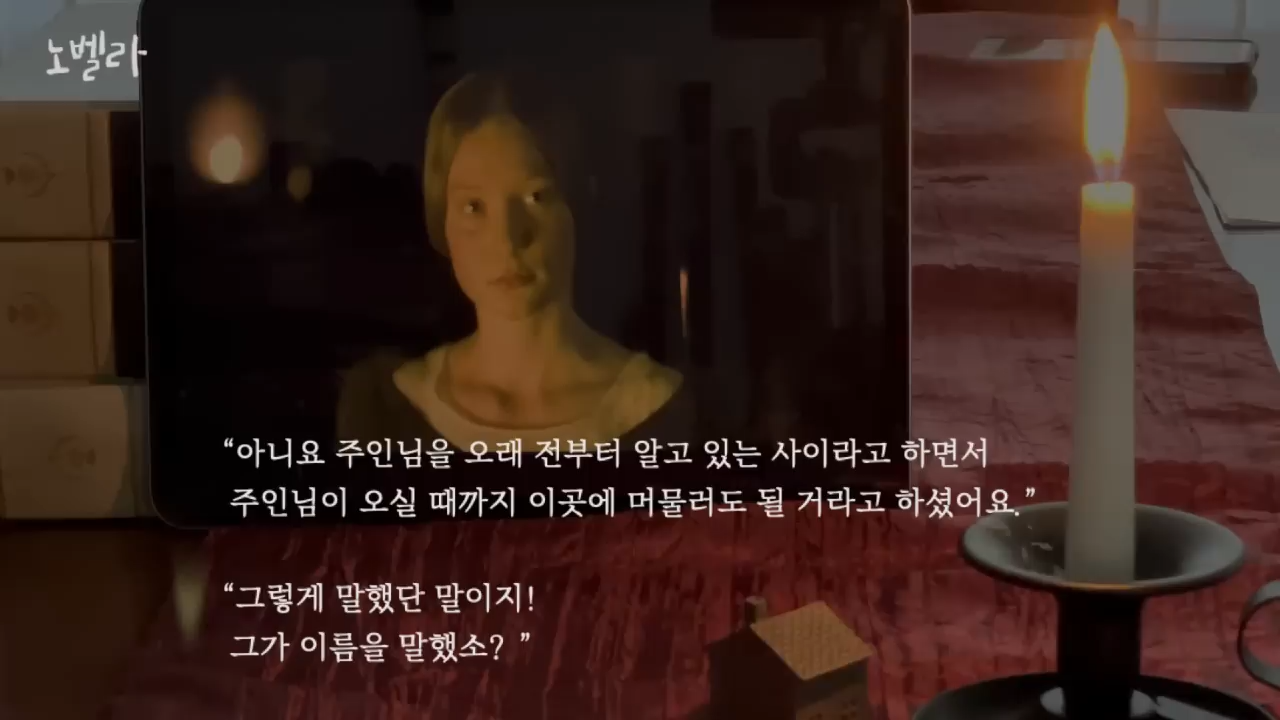 노벨라
“아니요 주인님을 오래 전부터 알고 있는 사이라고 하면서
주인님이 오실 때까지 이곳에 머물러도 될 거라고 하셨어요.”
“그렇게 말했단 말이지!
그가 이름을 말했소? ”